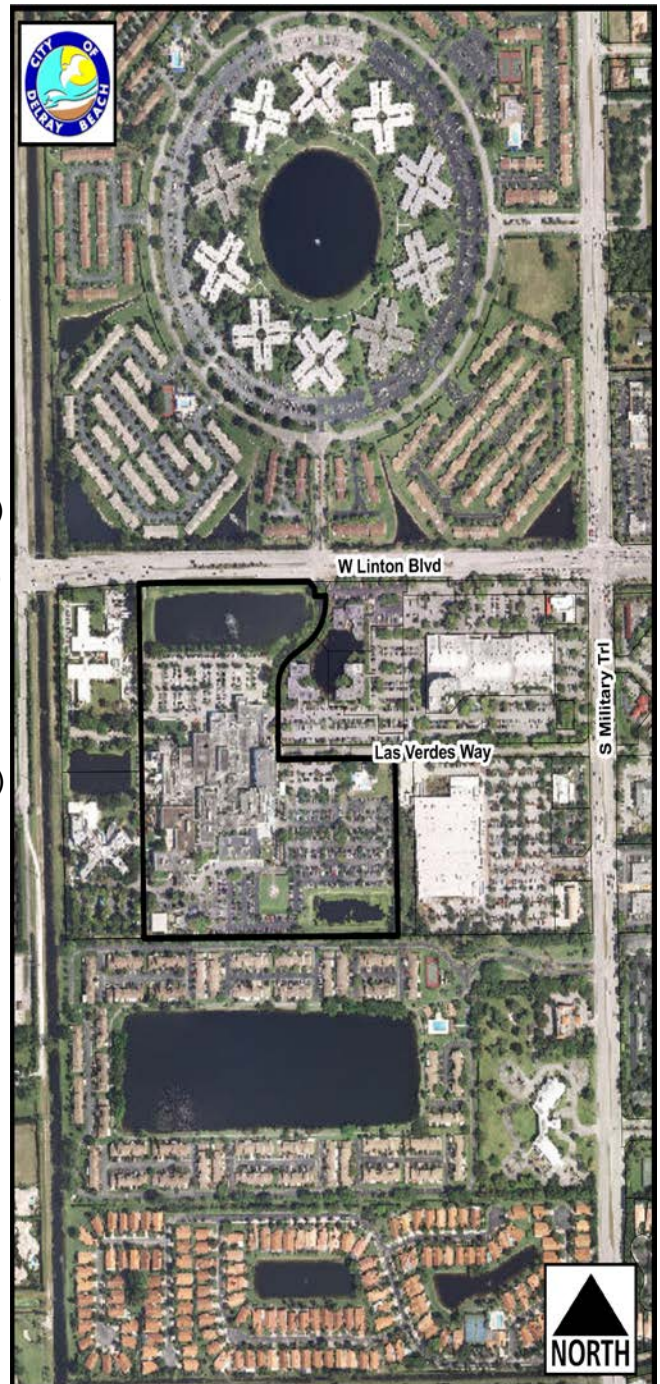 CITY OF
DELRAY BEACH
)
W Linton Blvd
S Military Trl
Las Verdes Way
)
NORTH